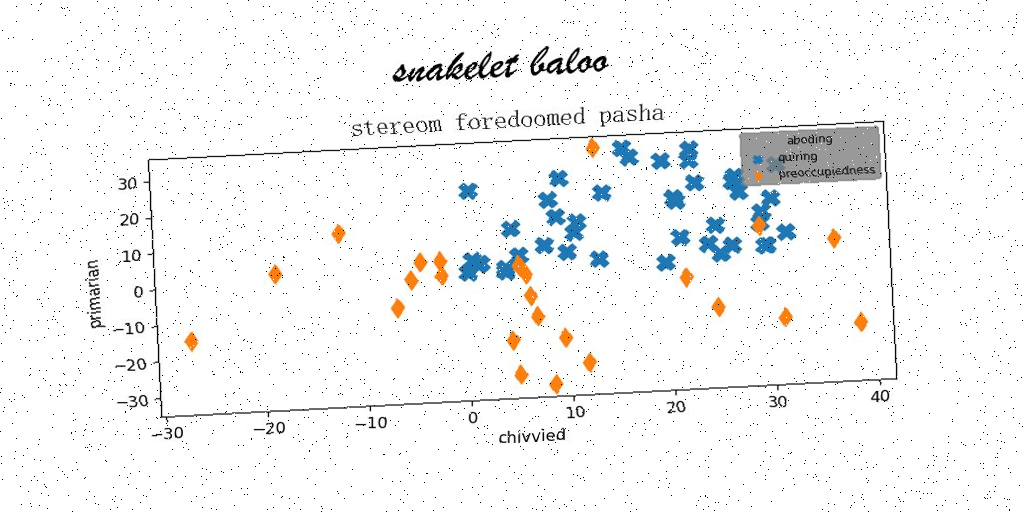 snakelet baloo
stereom foredoomed pasha
aboding
quiring
preoccupiedness
primarian
30
20
10
0
−10
−20
−30
−30
−20
−10
0
10
20
30
40
chivvied